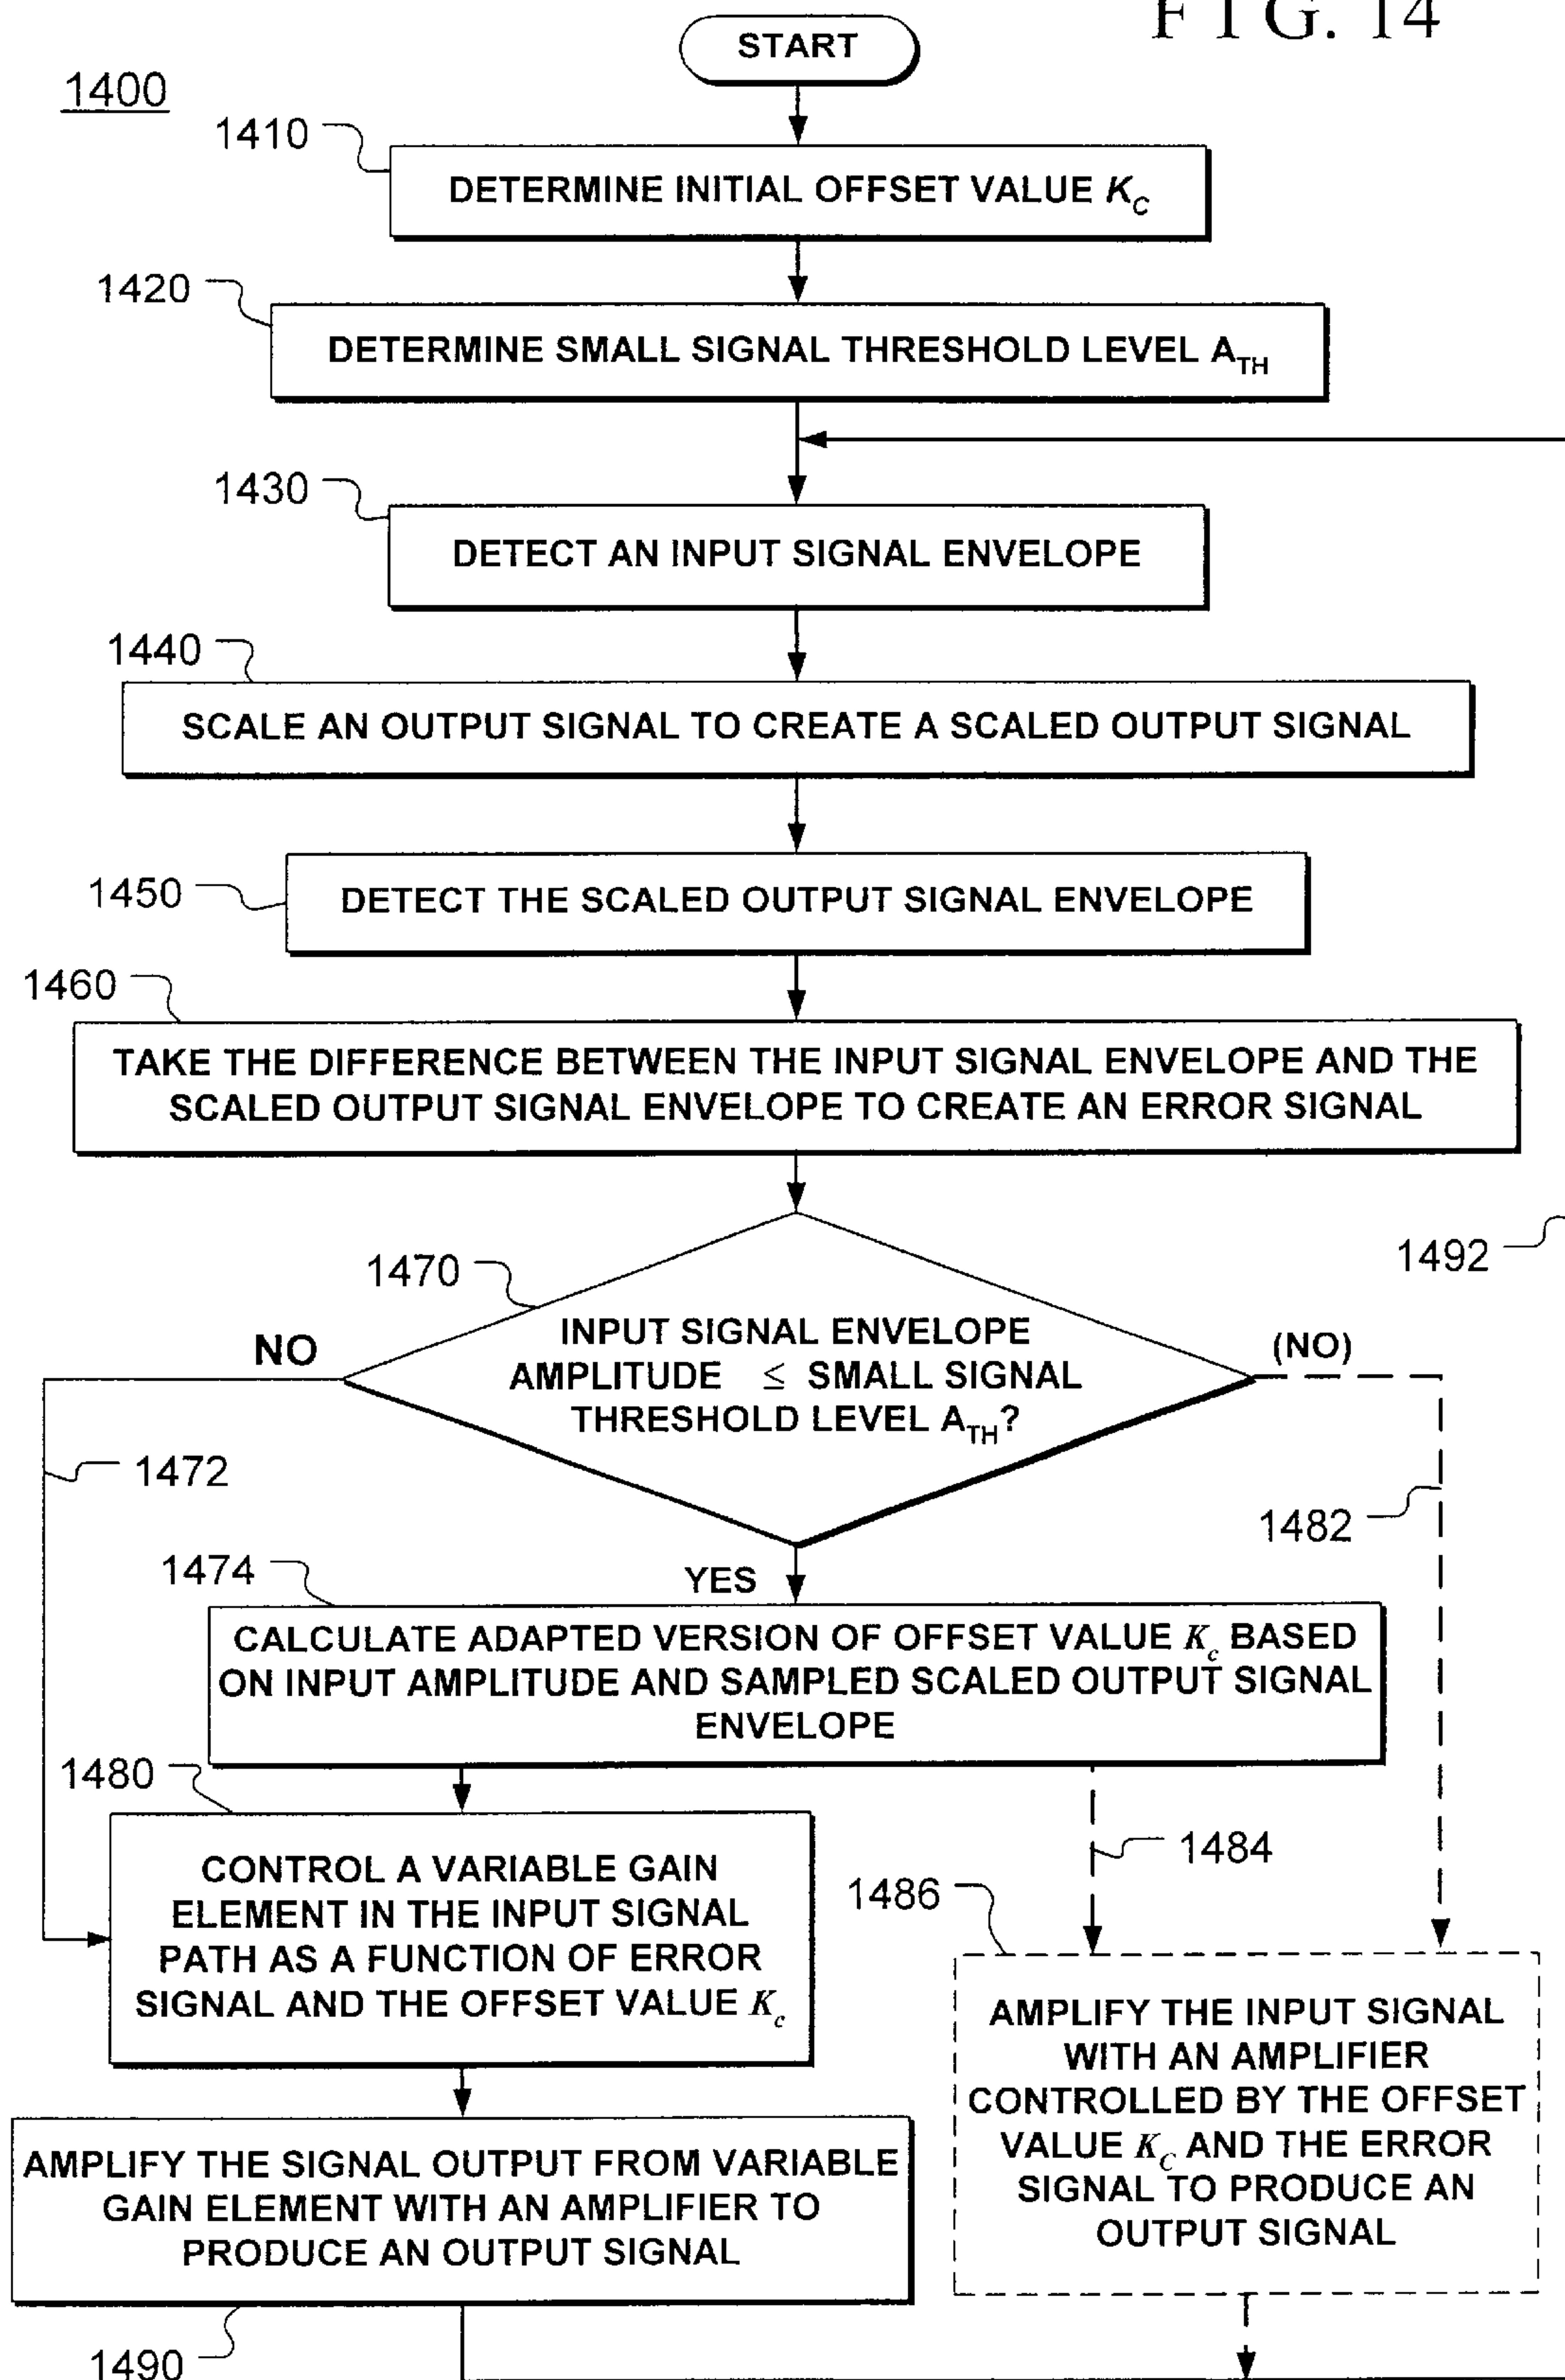 FIG. 14
START
1400
1410
DETERMINE INITIAL OFFSET VALUE K_C
1420
DETERMINE SMALL SIGNAL THRESHOLD LEVEL A_TH
1430
DETECT AN INPUT SIGNAL ENVELOPE
1440
SCALE AN OUTPUT SIGNAL TO CREATE A SCALED OUTPUT SIGNAL
1450
DETECT THE SCALED OUTPUT SIGNAL ENVELOPE
1460
TAKE THE DIFFERENCE BETWEEN THE INPUT SIGNAL ENVELOPE AND THE
SCALED OUTPUT SIGNAL ENVELOPE TO CREATE AN ERROR SIGNAL
1492
1470
INPUT SIGNAL ENVELOPE
AMPLITUDE ≤ SMALL SIGNAL
THRESHOLD LEVEL A_TH?
NO
(NO)
1472
1482
YES
1474
CALCULATE ADAPTED VERSION OF OFFSET VALUE K_c BASED
ON INPUT AMPLITUDE AND SAMPLED SCALED OUTPUT SIGNAL
ENVELOPE
1480
CONTROL A VARIABLE GAIN
ELEMENT IN THE INPUT SIGNAL
PATH AS A FUNCTION OF ERROR
SIGNAL AND THE OFFSET VALUE K_c
1484
1486
AMPLIFY THE INPUT SIGNAL
WITH AN AMPLIFIER
CONTROLLED BY THE OFFSET
VALUE K_C AND THE ERROR
SIGNAL TO PRODUCE AN
OUTPUT SIGNAL
AMPLIFY THE SIGNAL OUTPUT FROM VARIABLE
GAIN ELEMENT WITH AN AMPLIFIER TO
PRODUCE AN OUTPUT SIGNAL
1490